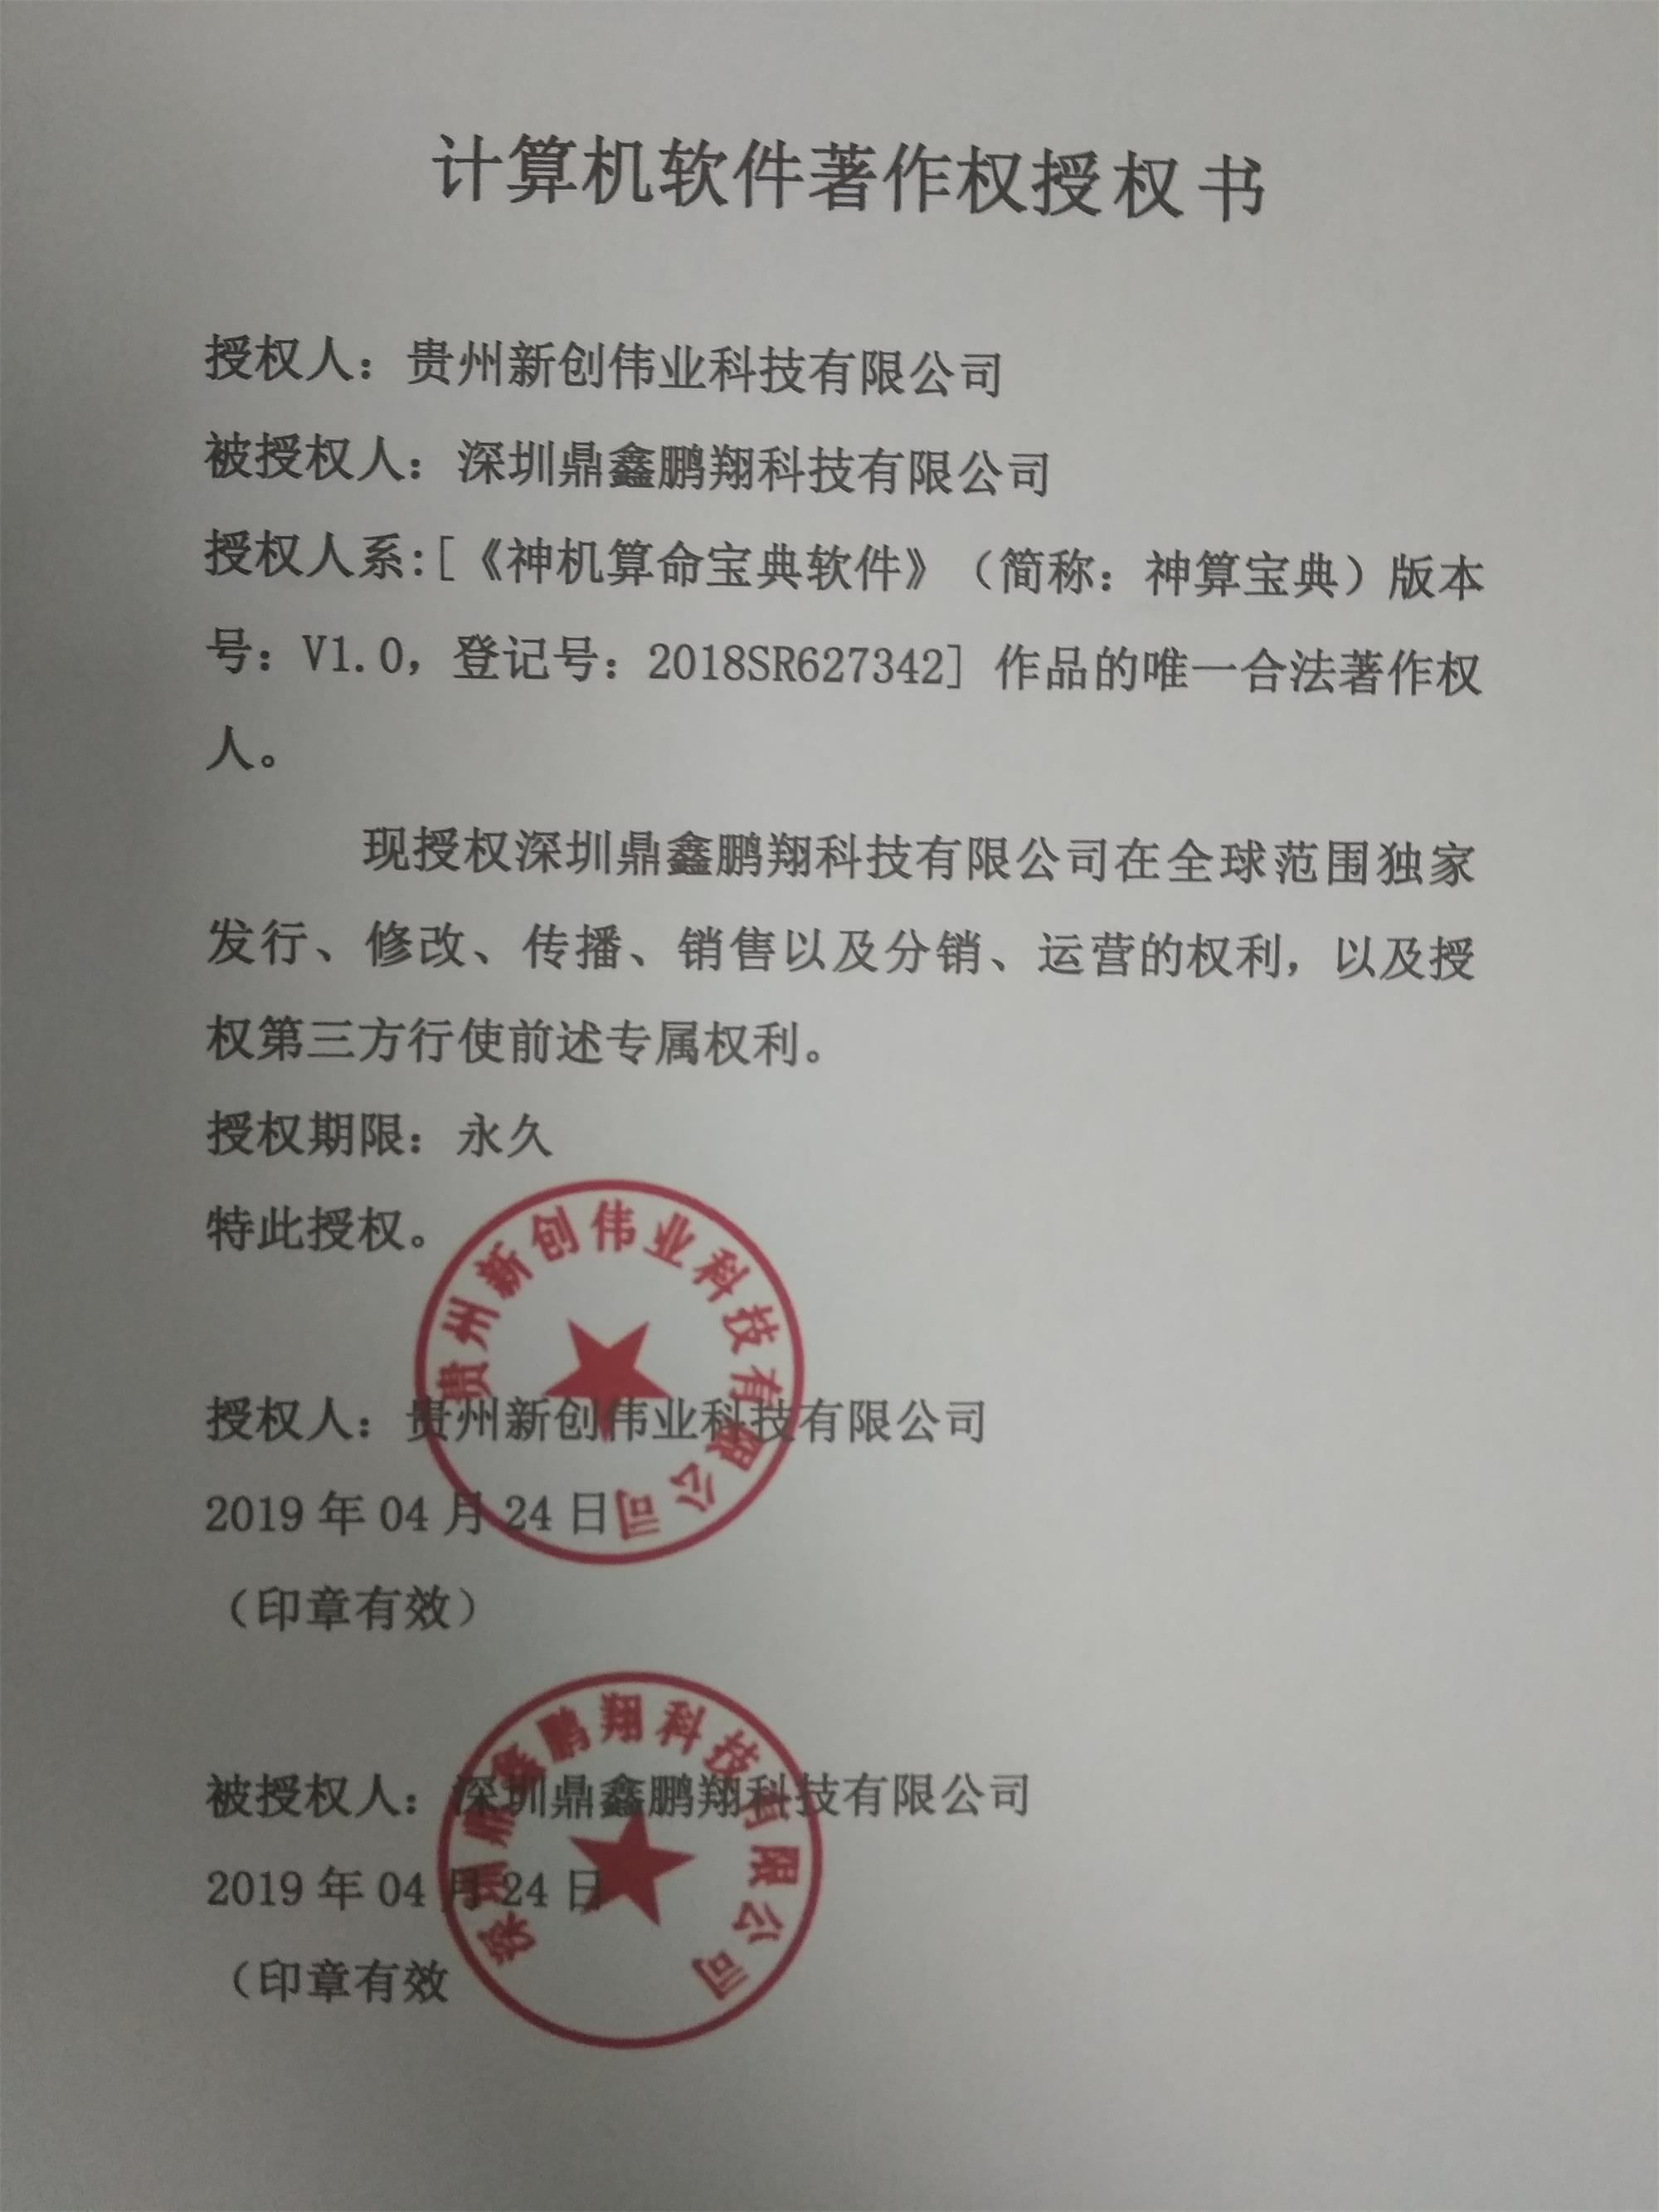 计算机软件著作权授权书
授权人：贵州新创伟业科技有限公司
被授权人：深圳鼎鑫鹏翔科技有限公司
授权人系:[《神机算命宝典软件》（简称：神算宝典）版本
号：V1.0，登记号：2018SR627342] 作品的唯一合法著作权
人。
现授权深圳鼎鑫鹏翔科技有限公司在全球范围独家
发行、修改、传播、销售以及分销、运营的权利，以及授
权第三方行使前述专属权利。
授权期限：永久
特此授权。
贵州新创伟业科技有限公司
授权人：贵州新创伟业科技有限公司
2019 年 04 月 24 日
（印章有效）
深圳鼎鑫鹏翔科技有限公司
被授权人：深圳鼎鑫鹏翔科技有限公司
2019 年 04 月 24 日
（印章有效